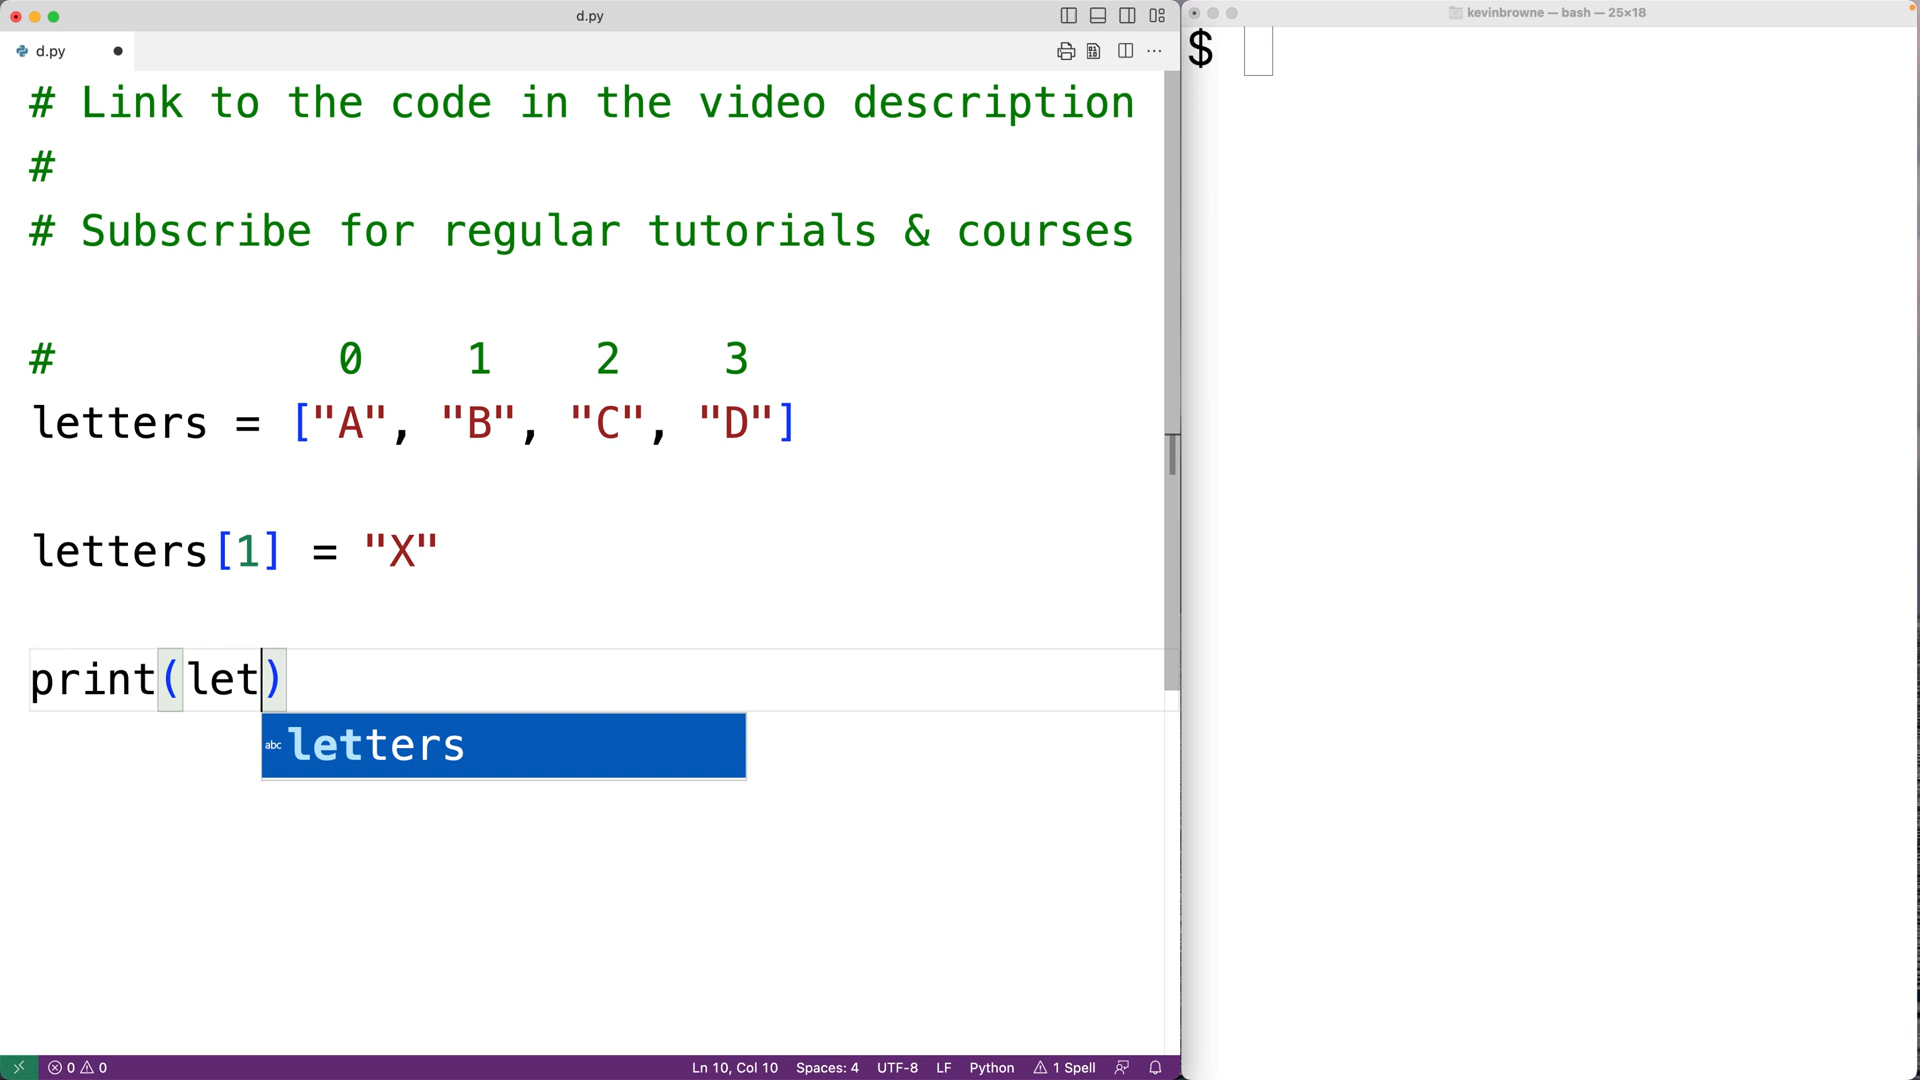 d.py
kevinbrowne — bash — 25×18
d.py
$
# Link to the code in the video description
#
# Subscribe for regular tutorials & courses
# 0 1 2 3
letters = ["A", "B", "C", "D"]
letters[1] = "X"
print(let)
abc letters
0 0 Ln 10, Col 10 Spaces: 4 UTF-8 LF Python 1 Spell